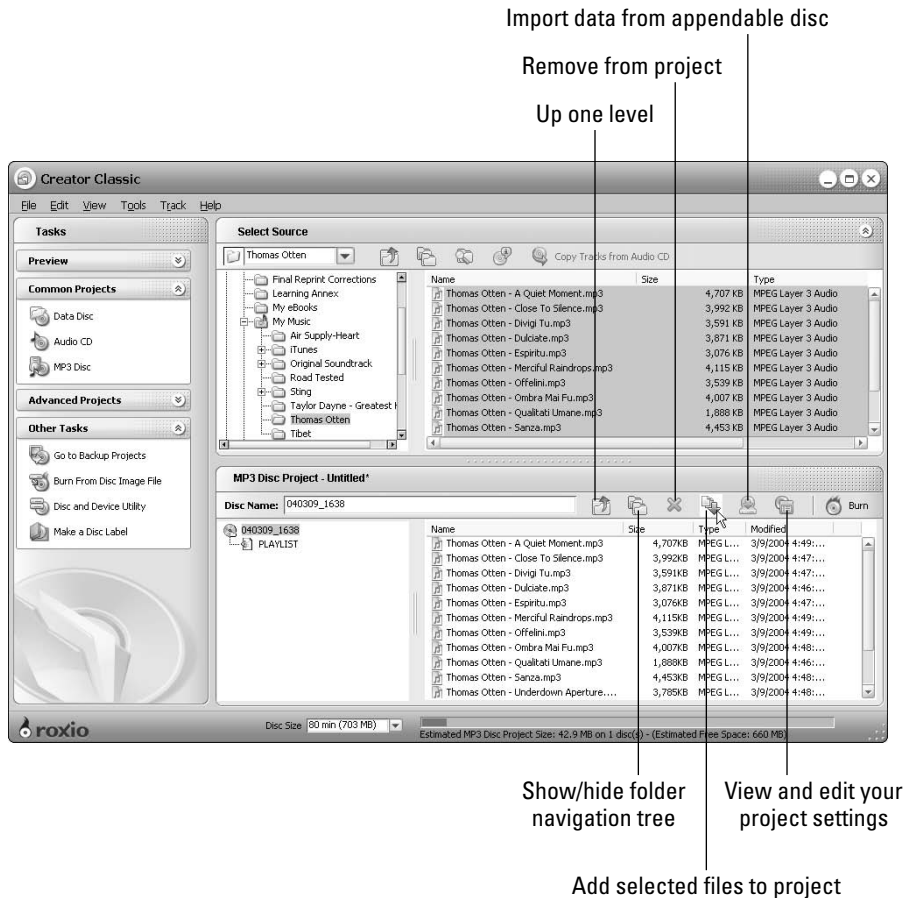 Import data from appendable disc
Remove from project
Up one level
Creator Classic
File Edit View Tools Track Help
Tasks
Preview
Common Projects
Data Disc
Audio CD
MP3 Disc
Advanced Projects
Other Tasks
Go to Backup Projects
Burn From Disc Image File
Disc and Device Utility
Make a Disc Label
Select Source
Thomas Otten
Copy Tracks from Audio CD
Final Reprint Corrections
Learning Annex
My eBooks
My Music
Air Supply-Heart
iTunes
Original Soundtrack
Road Tested
Sting
Taylor Dayne - Greatest H
Thomas Otten
Tibet
Name Size Type
Thomas Otten - A Quiet Moment.mp3 4,707 KB MPEG Layer 3 Audio
Thomas Otten - Close To Silence.mp3 3,992 KB MPEG Layer 3 Audio
Thomas Otten - Divigi Tu.mp3 3,591 KB MPEG Layer 3 Audio
Thomas Otten - Dulciate.mp3 3,871 KB MPEG Layer 3 Audio
Thomas Otten - Espiritu.mp3 3,076 KB MPEG Layer 3 Audio
Thomas Otten - Merciful Raindrops.mp3 4,115 KB MPEG Layer 3 Audio
Thomas Otten - Offelini.mp3 3,539 KB MPEG Layer 3 Audio
Thomas Otten - Ombra Mai Fu.mp3 4,007 KB MPEG Layer 3 Audio
Thomas Otten - Qualitati Umane.mp3 1,888 KB MPEG Layer 3 Audio
Thomas Otten - Sanza.mp3 4,453 KB MPEG Layer 3 Audio
MP3 Disc Project - Untitled*
Disc Name: 040309_1638
Burn
040309_1638
PLAYLIST
Name Size Type Modified
Thomas Otten - A Quiet Moment.mp3 4,707KB MPEG L... 3/9/2004 4:49:...
Thomas Otten - Close To Silence.mp3 3,992KB MPEG L... 3/9/2004 4:47:...
Thomas Otten - Divigi Tu.mp3 3,591KB MPEG L... 3/9/2004 4:47:...
Thomas Otten - Dulciate.mp3 3,871KB MPEG L... 3/9/2004 4:46:...
Thomas Otten - Espiritu.mp3 3,076KB MPEG L... 3/9/2004 4:47:...
Thomas Otten - Merciful Raindrops.mp3 4,115KB MPEG L... 3/9/2004 4:49:...
Thomas Otten - Offelini.mp3 3,539KB MPEG L... 3/9/2004 4:49:...
Thomas Otten - Ombra Mai Fu.mp3 4,007KB MPEG L... 3/9/2004 4:48:...
Thomas Otten - Qualitati Umane.mp3 1,888KB MPEG L... 3/9/2004 4:46:...
Thomas Otten - Sanza.mp3 4,453KB MPEG L... 3/9/2004 4:48:...
Thomas Otten - Underdown Aperture.... 3,785KB MPEG L... 3/9/2004 4:48:...
roxio
Disc Size 80 min (703 MB)
Estimated MP3 Disc Project Size: 42.9 MB on 1 disc(s) - (Estimated Free Space: 660 MB)
Show/hide folder
navigation tree
View and edit your
project settings
Add selected files to project